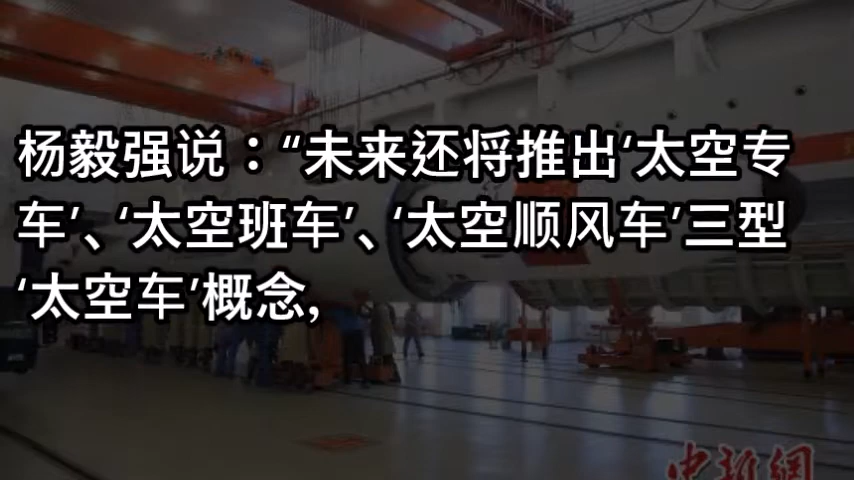 杨毅强说：“未来还将推出‘太空专
车’、‘太空班车’、‘太空顺风车’三型
‘太空车’概念,
中新網